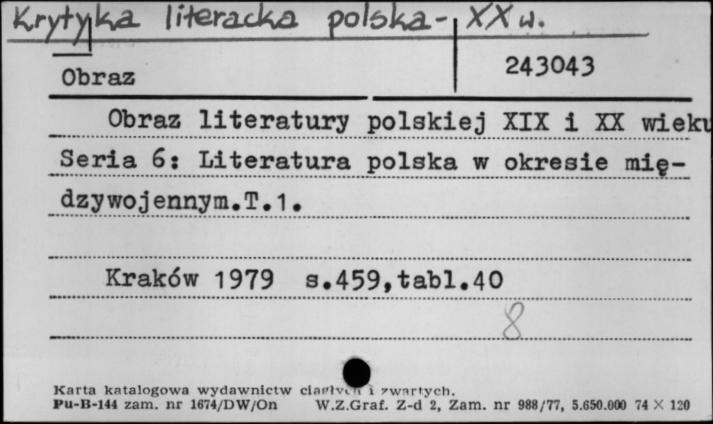 Krytyka literacka polska - XX w.
Obraz 243043
Obraz literatury polskiej XIX i XX wieku
Seria 6: Literatura polska w okresie mię-
dzywojennym.T.1.
Kraków 1979 s.459,tabl.40
8
Karta katalogowa wydawnictw ciągłych i zwartych.
Pu-B-144 zam. nr 1674/DW/On W.Z.Graf. Z-d 2, Zam. nr 988/77, 5.650.000 74 × 120